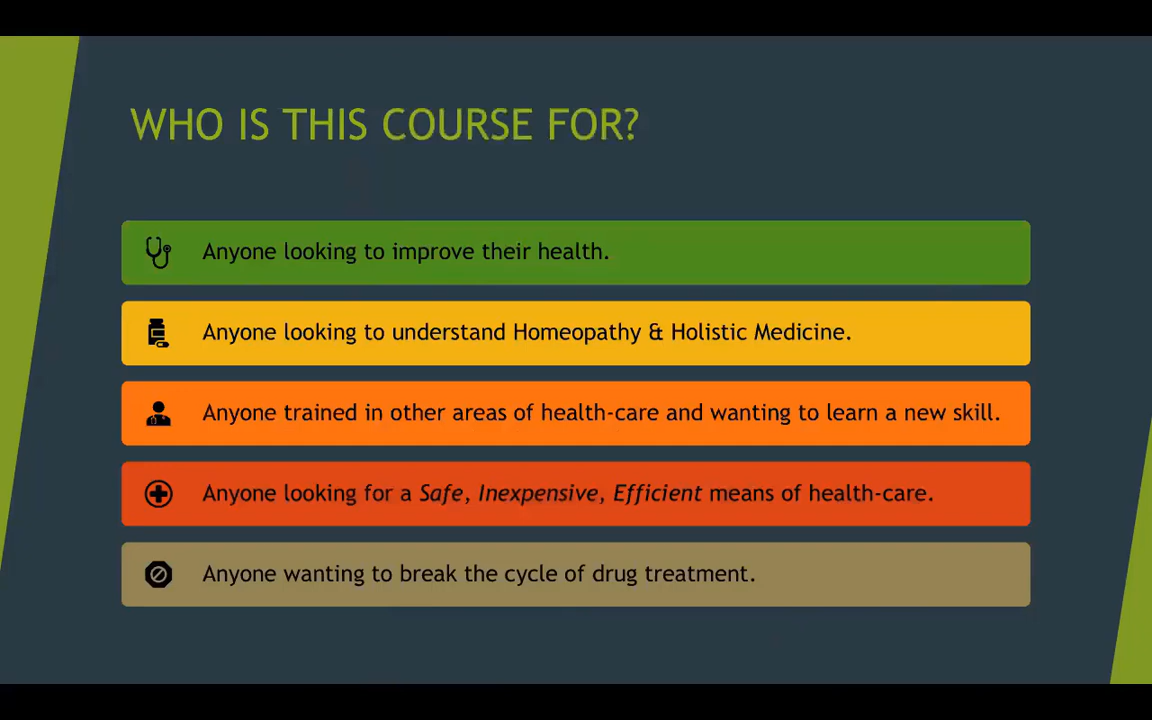 WHO IS THIS COURSE FOR?
Anyone looking to improve their health.
Anyone looking to understand Homeopathy & Holistic Medicine.
Anyone trained in other areas of health-care and wanting to learn a new skill.
Anyone looking for a Safe, Inexpensive, Efficient means of health-care.
Anyone wanting to break the cycle of drug treatment.